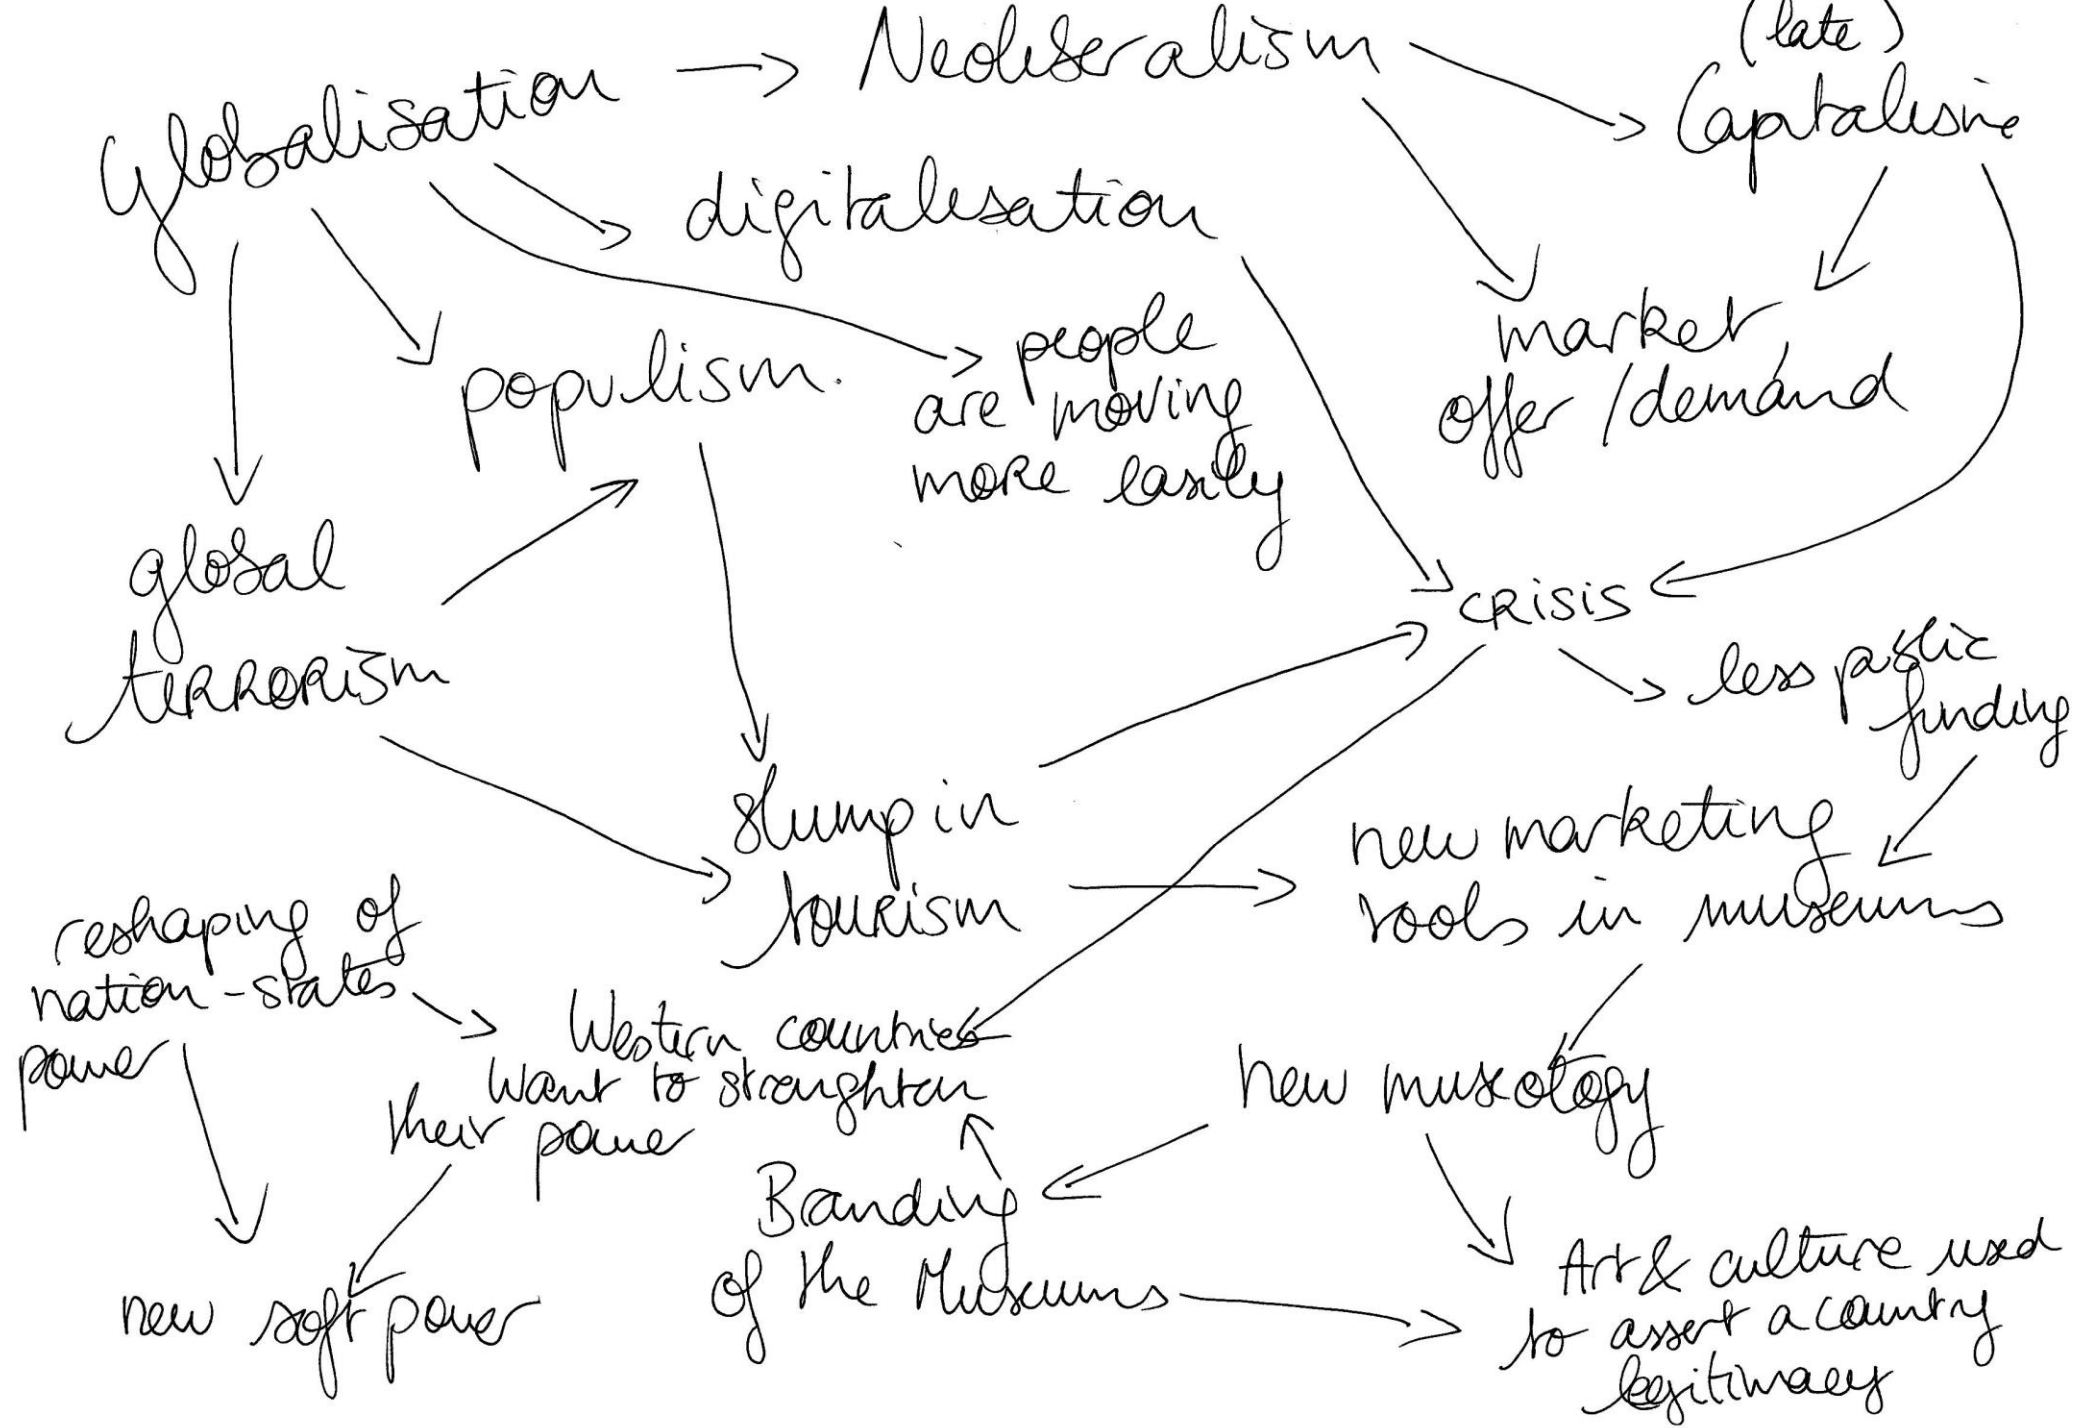 (late)
Globalisation
Neoliberalism
Capitalisme
digitalisation
populism.
people
are moving
more easily
market
offer / demand
global
terrorism
crisis
less public
funding
slump in
tourism
new marketing
tools in museums
reshaping of
nation-states
power
Western countries
want to straughten
their power
new museology
Branding
of the Museums
new soft power
Art & culture used
to assert a country
legitimacy